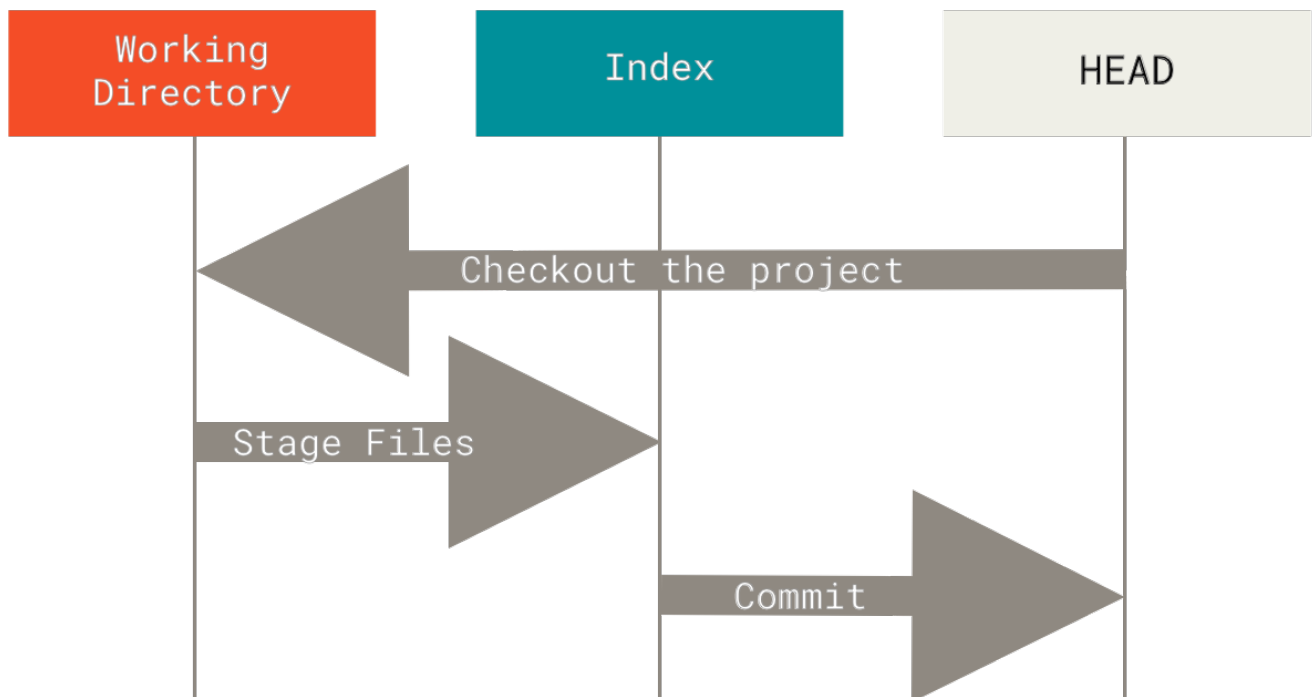 Working
Directory
Index
HEAD
Checkout the project
Stage Files
Commit